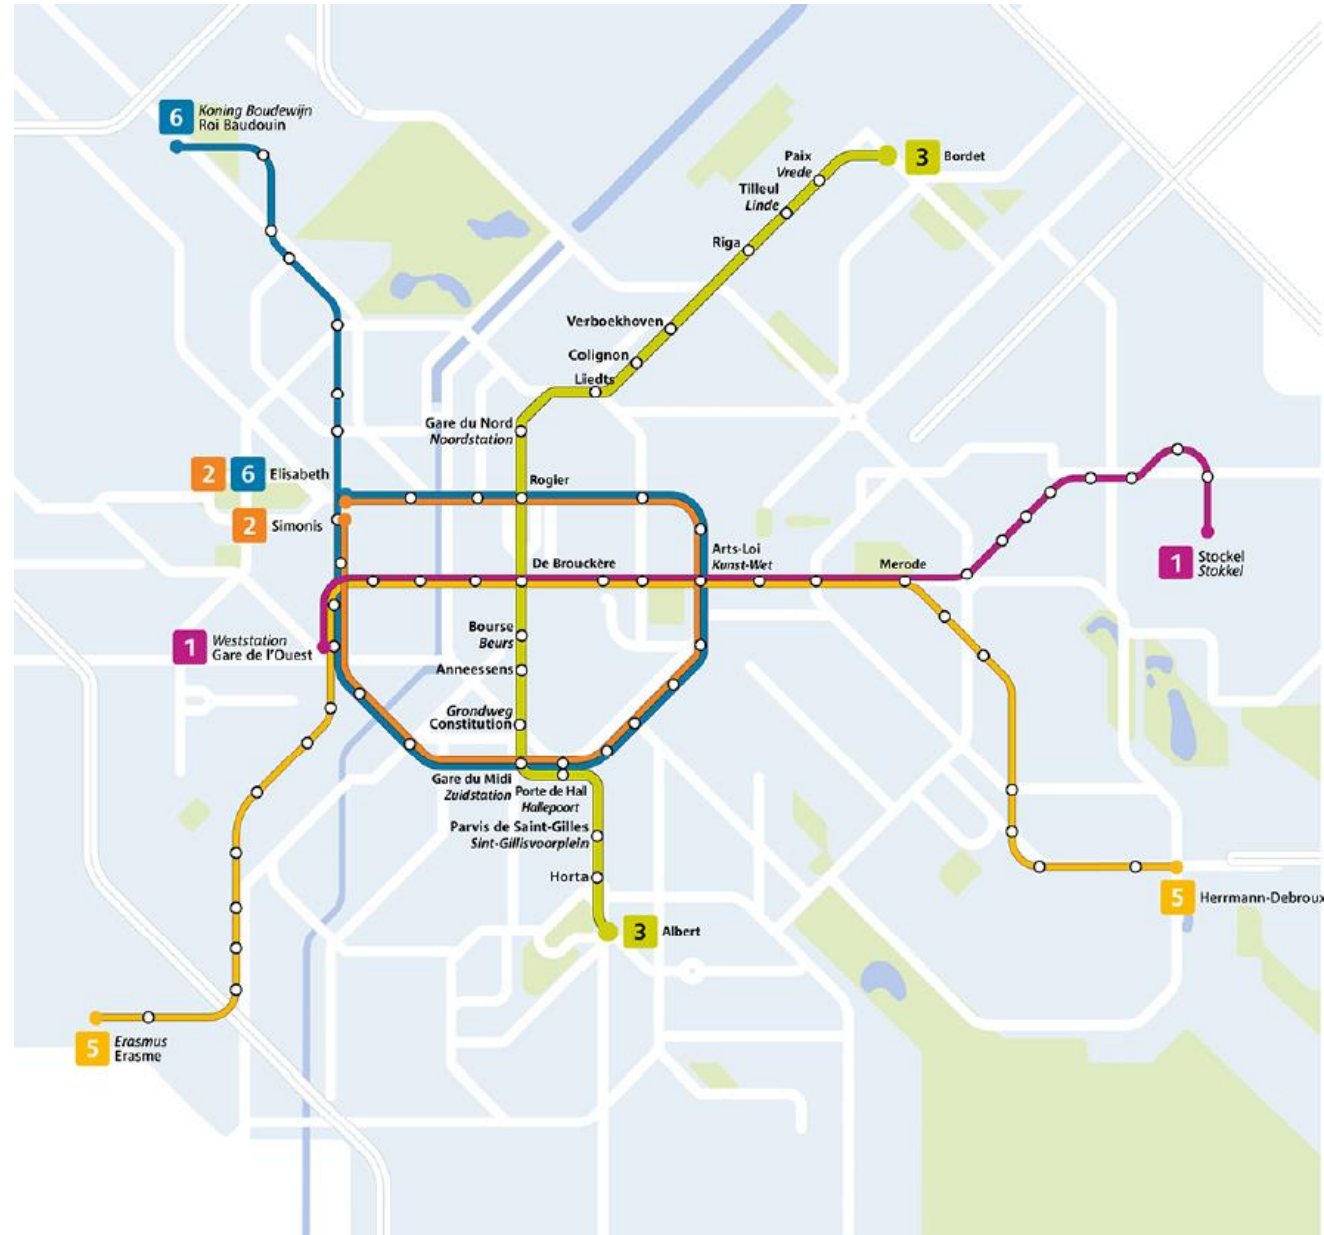 6
Koning Boudewijn
Roi Baudouin
Paix
Vrede
3
Bordet
Tilleul
Linde
Riga
Verboekhoven
Colignon
Liedts
Gare du Nord
Noordstation
2
6
Elisabeth
Rogier
2
Simonis
Arts-Loi
Kunst-Wet
De Brouckère
Merode
1
Stockel
Stokkel
1
Weststation
Gare de l'Ouest
Bourse
Beurs
Anneessens
Grondweg
Constitution
Gare du Midi
Zuidstation
Porte de Hal
Hallepoort
Parvis de Saint-Gilles
Sint-Gillisvoorplein
Horta
5
Herrmann-Debroux
3
Albert
5
Erasmus
Erasme